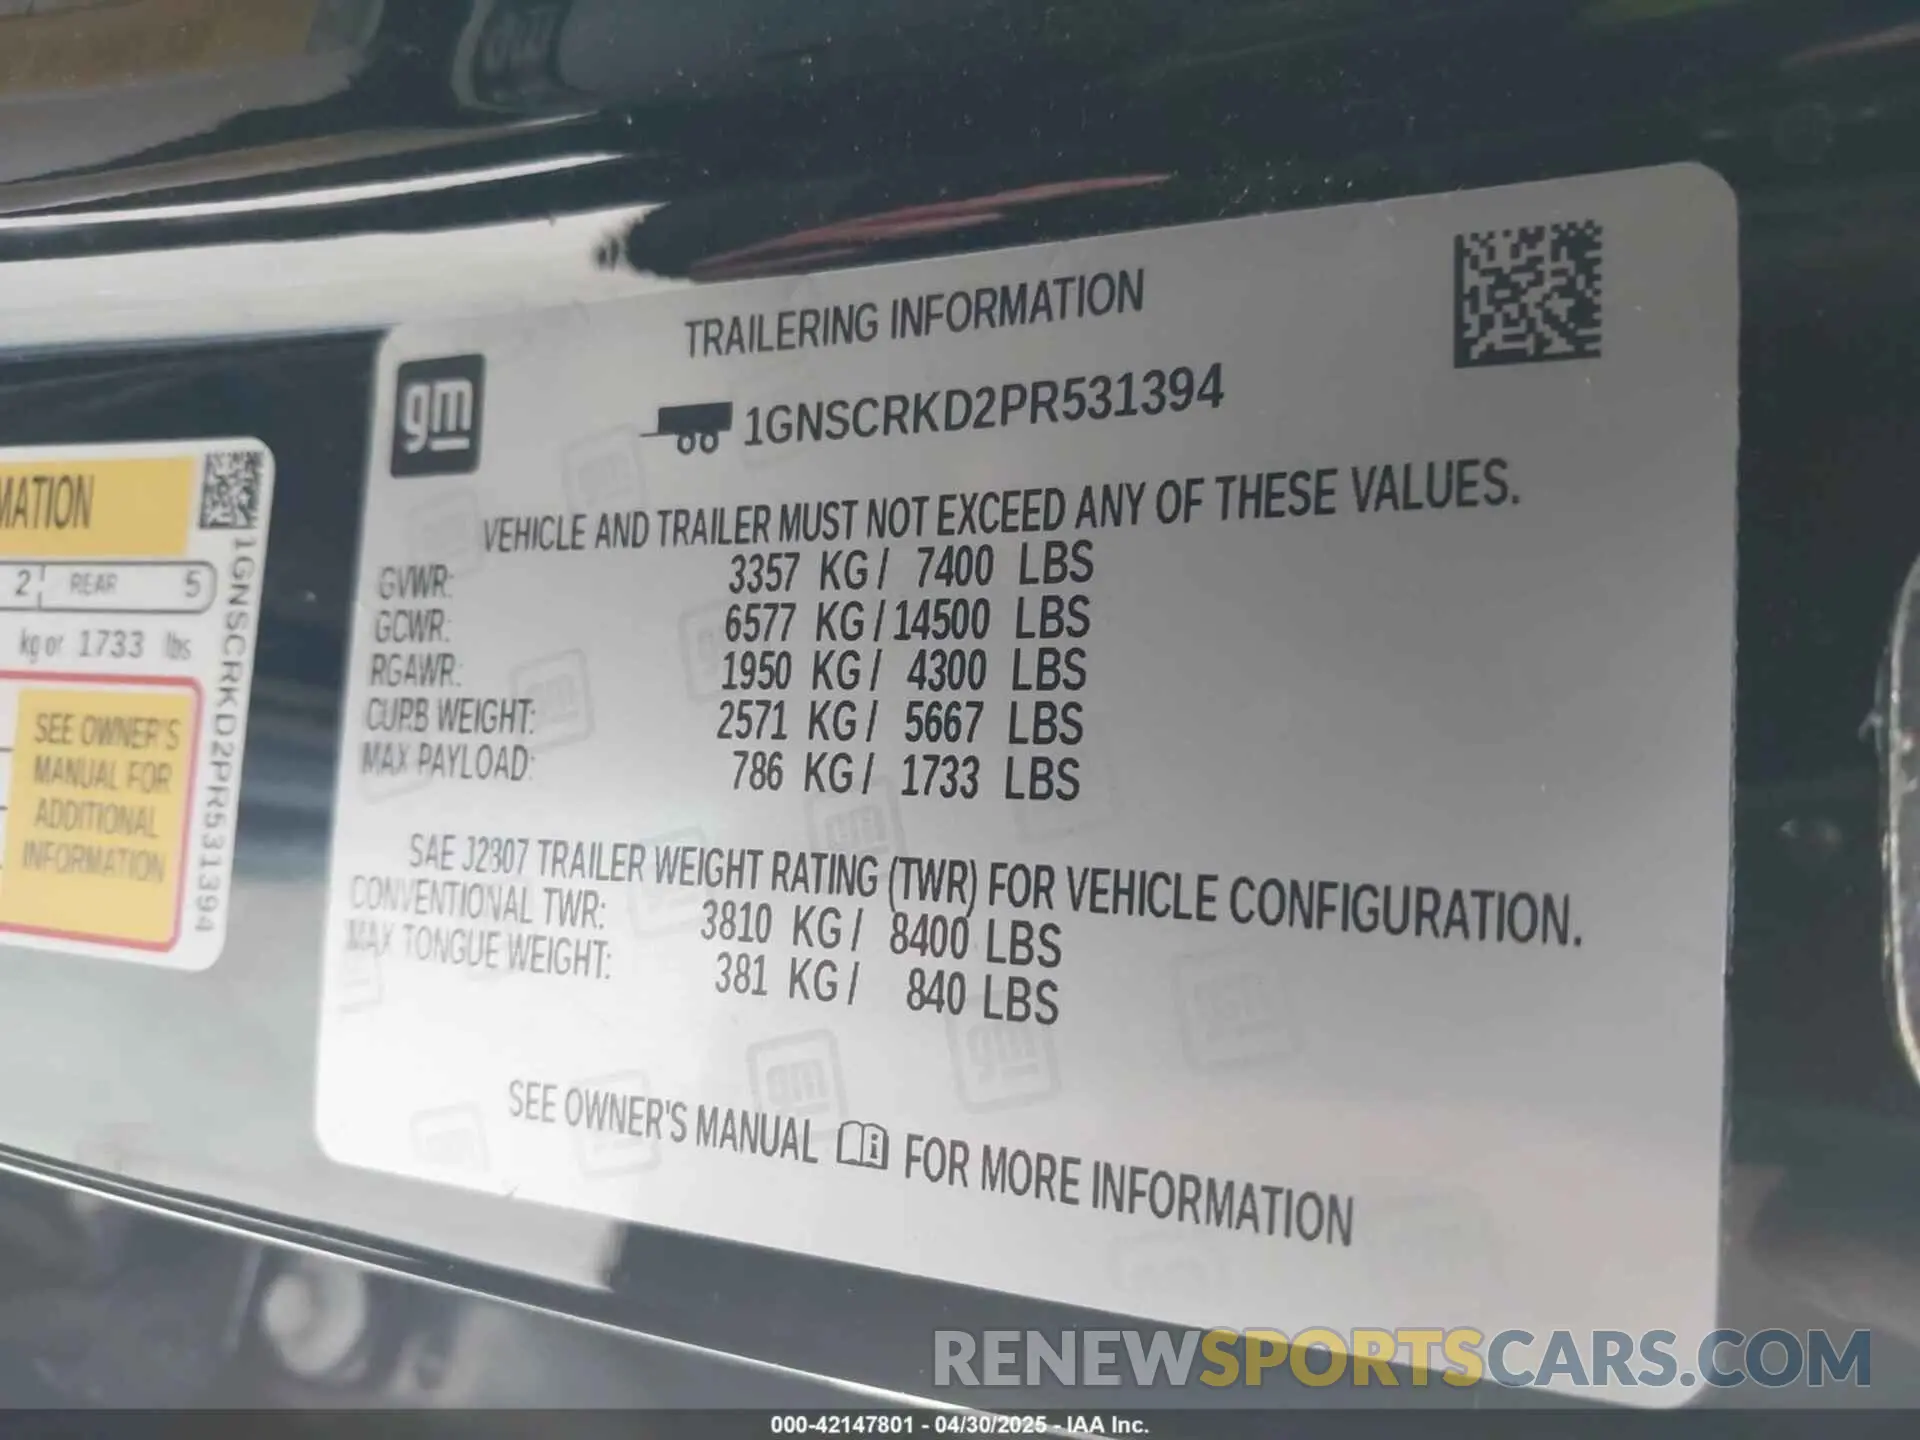 MATION
2 REAR 5
kg or 1733 lbs
SEE OWNER'S
MANUAL FOR
ADDITIONAL
INFORMATION
1GNSCRKD2PR531394
gm
TRAILERING INFORMATION
1GNSCRKD2PR531394
VEHICLE AND TRAILER MUST NOT EXCEED ANY OF THESE VALUES.
GVWR: 3357 KG/ 7400 LBS
GCWR: 6577 KG/14500 LBS
RGAWR: 1950 KG/ 4300 LBS
CURB WEIGHT: 2571 KG/ 5667 LBS
MAX PAYLOAD: 786 KG/ 1733 LBS
SAE J2807 TRAILER WEIGHT RATING (TWR) FOR VEHICLE CONFIGURATION.
CONVENTIONAL TWR: 3810 KG/ 8400 LBS
MAX TONGUE WEIGHT: 381 KG/ 840 LBS
SEE OWNER'S MANUAL FOR MORE INFORMATION
RENEWSPORTSCARS.COM
000-42147801 - 04/30/2025 - IAA Inc.